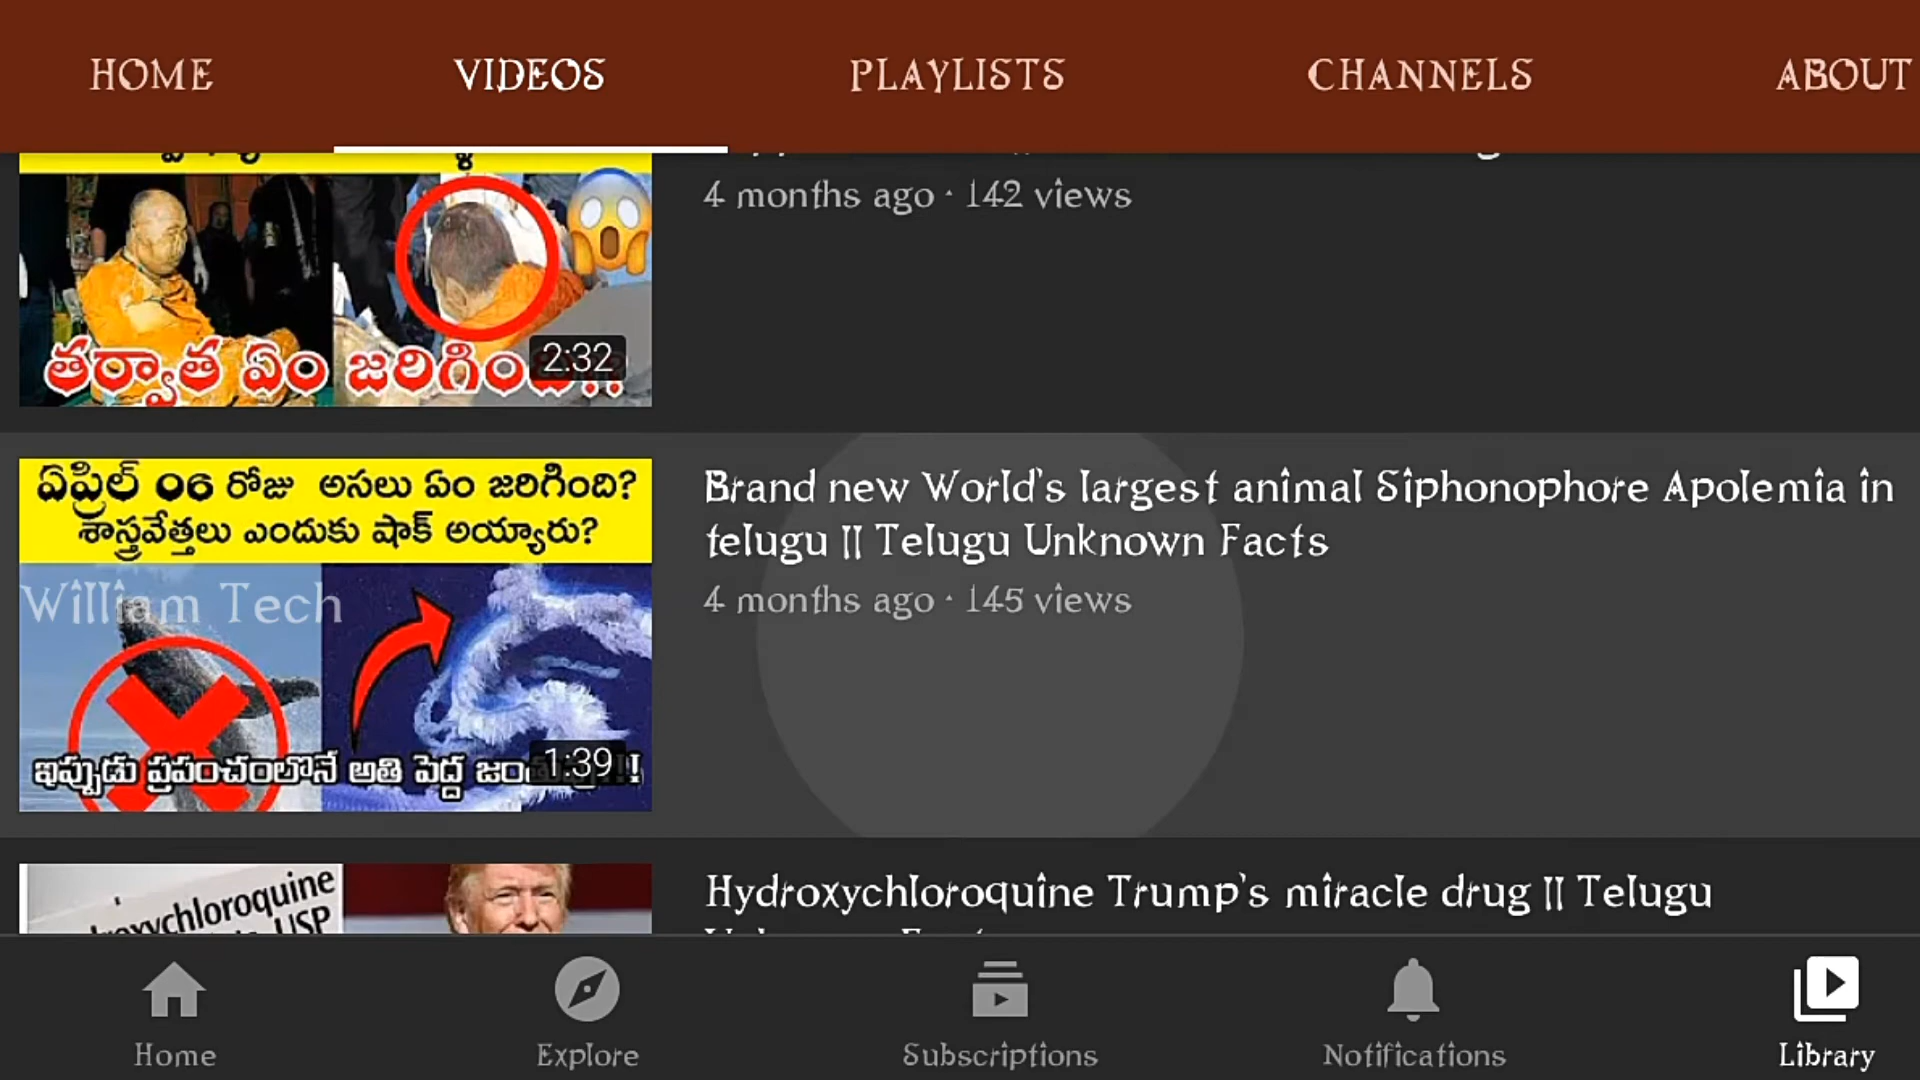 HOME VIDEOS PLAYLISTS CHANNELS ABOUT
4 months ago · 142 views
తర్వాత ఏం
2:32
ఏప్రిల్ 06 రోజు అసలు ఏం జరిగింది?
శాస్త్రవేత్తలు ఎందుకు షాక్ అయ్యారు?
William Tech
ఇప్పుడు ప్రపంచంలొనే అతి పెద్ద
1:39
Brand new World's largest animal Siphonophore Apolemia in
telugu || Telugu Unknown Facts
4 months ago · 145 views
USP
Hydroxychloroquine Trump's miracle drug || Telugu
Home Explore Subscriptions Notifications Library